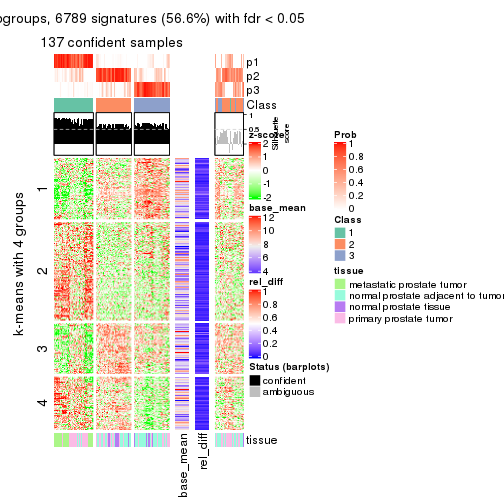 groups, 6789 signatures (56.6%) with fdr < 0.05
137 confident samples
p1
p2
p3
Class
1
0.5
0
Silhouette
score
k-means with 4 groups
1
2
3
4
tissue
base_mean
rel_diff
z-score
2
1
0
-1
-2
base_mean
12
10
8
6
4
rel_diff
1
0.8
0.6
0.4
0.2
0
Status (barplots)
confident
ambiguous
Prob
1
0.8
0.6
0.4
0.2
0
Class
1
2
3
tissue
metastatic prostate tumor
normal prostate adjacent to tumor
normal prostate tissue
primary prostate tumor